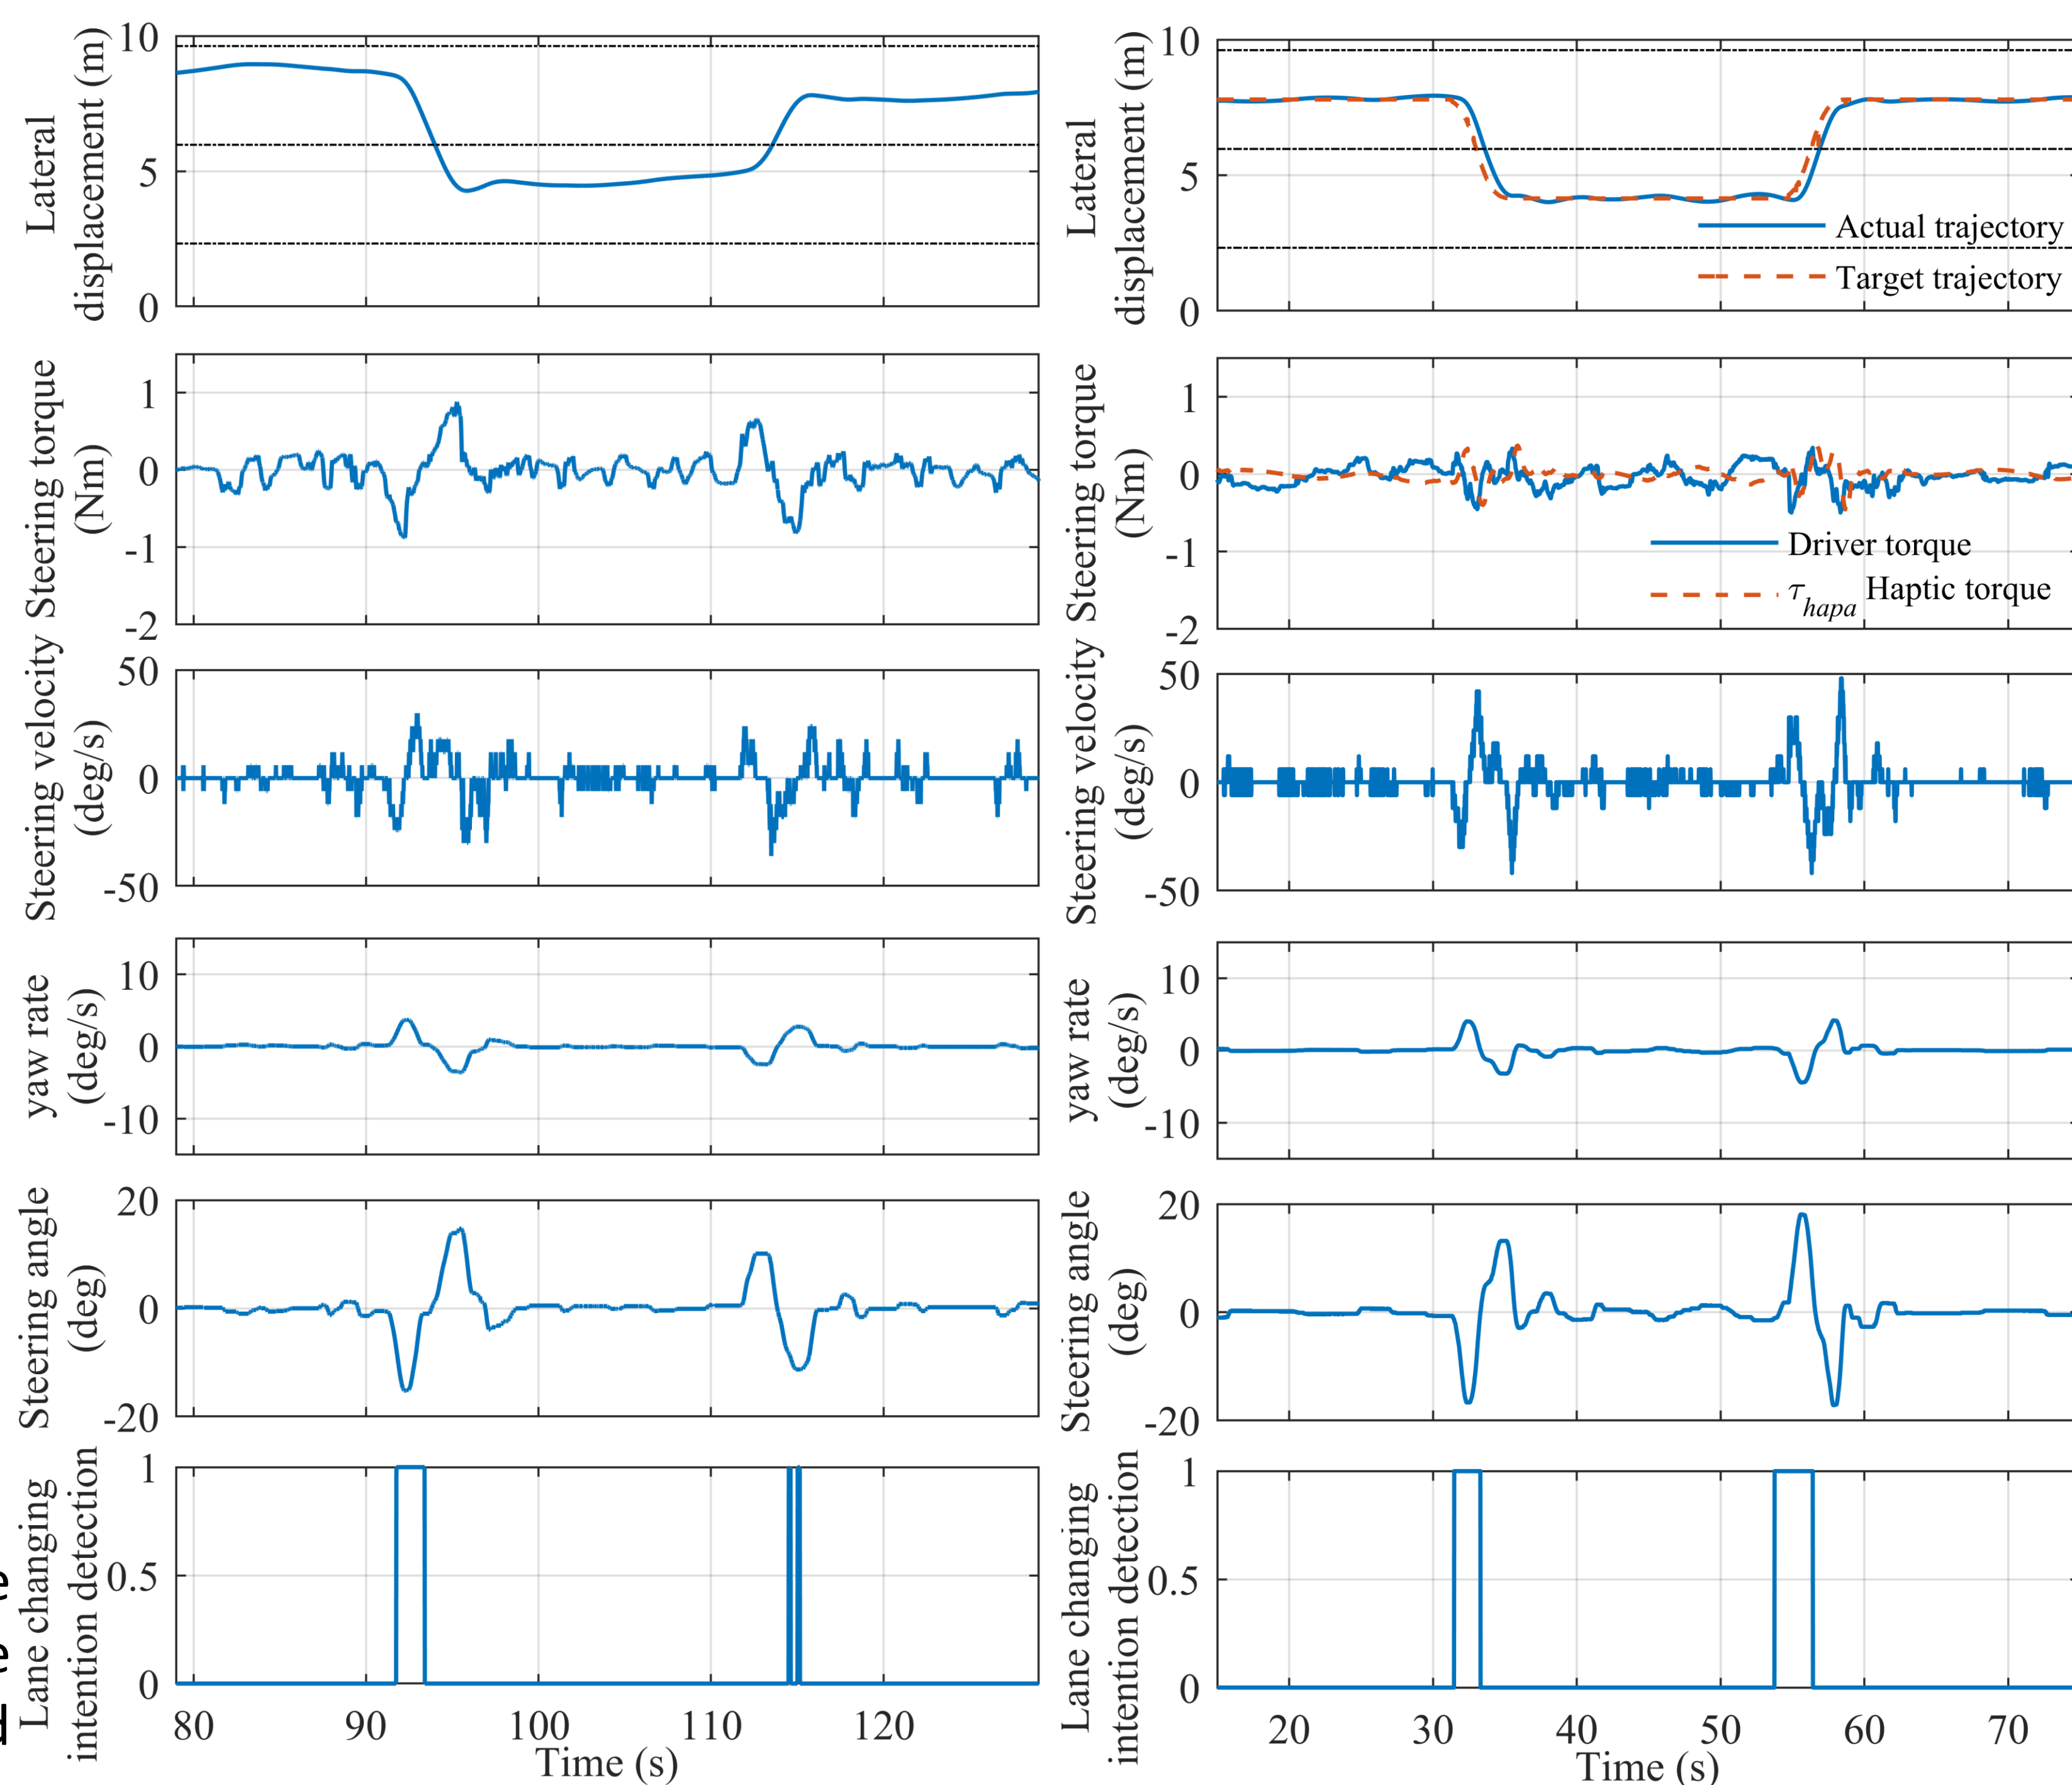 Lateral
displacement (m)
10
5
0
Steering torque
(Nm)
1
0
-1
-2
Steering velocity
(deg/s)
50
0
-50
yaw rate
(deg/s)
10
0
-10
Steering angle
(deg)
20
0
-20
Lane changing
intention detection
1
0.5
0
80 90 100 110 120
Time (s)
Lateral
displacement (m)
10
5
0
Actual trajectory
Target trajectory
Steering torque
(Nm)
1
0
-1
-2
Driver torque
τhapa Haptic torque
Steering velocity
(deg/s)
50
0
-50
yaw rate
(deg/s)
10
0
-10
Steering angle
(deg)
20
0
-20
Lane changing
intention detection
1
0.5
0
20 30 40 50 60 70
Time (s)